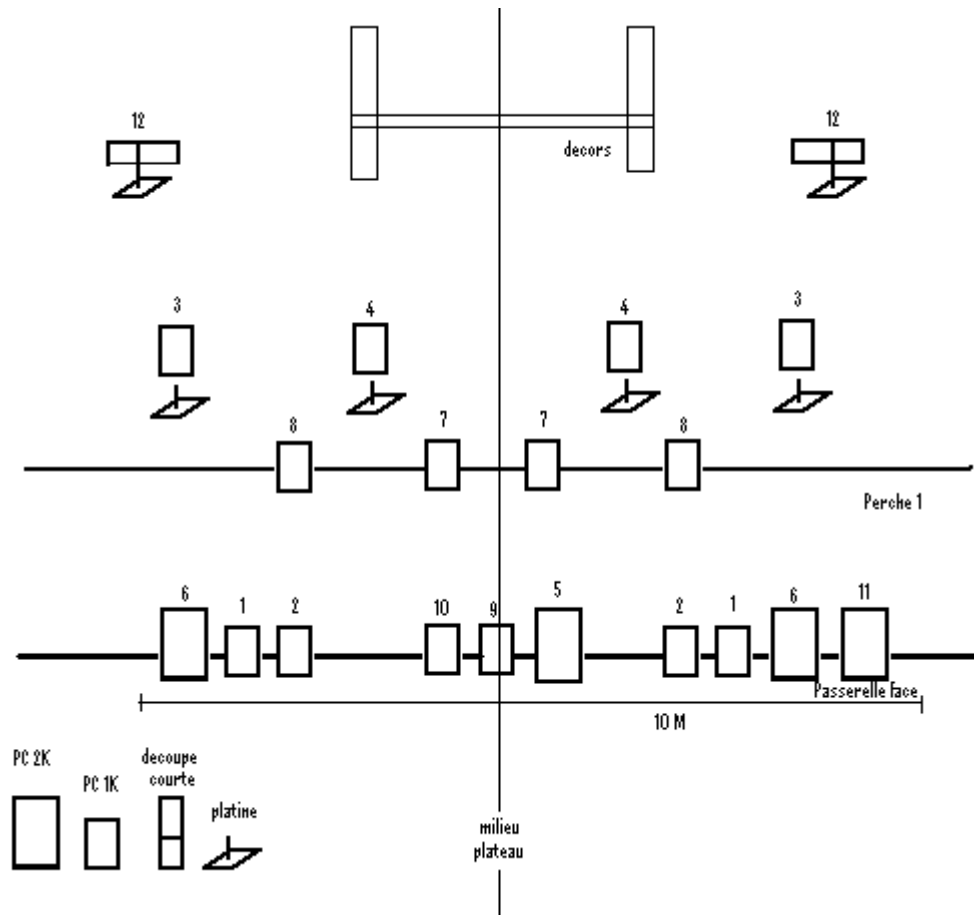 12
decors
12
3
4
4
3
8
7
7
8
Perche 1
6
1
2
10
9
5
2
1
6
11
Passerelle Face
10 M
PC 2K
PC 1K
decoupe
courte
platine
milieu
plateau